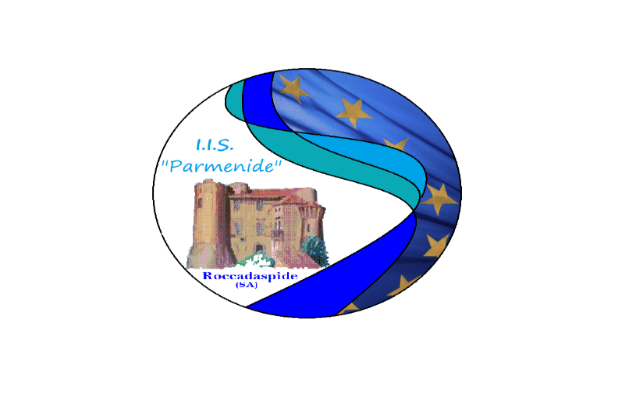 I.I.S.
"Parmenide"
Roccadaspide
(SA)